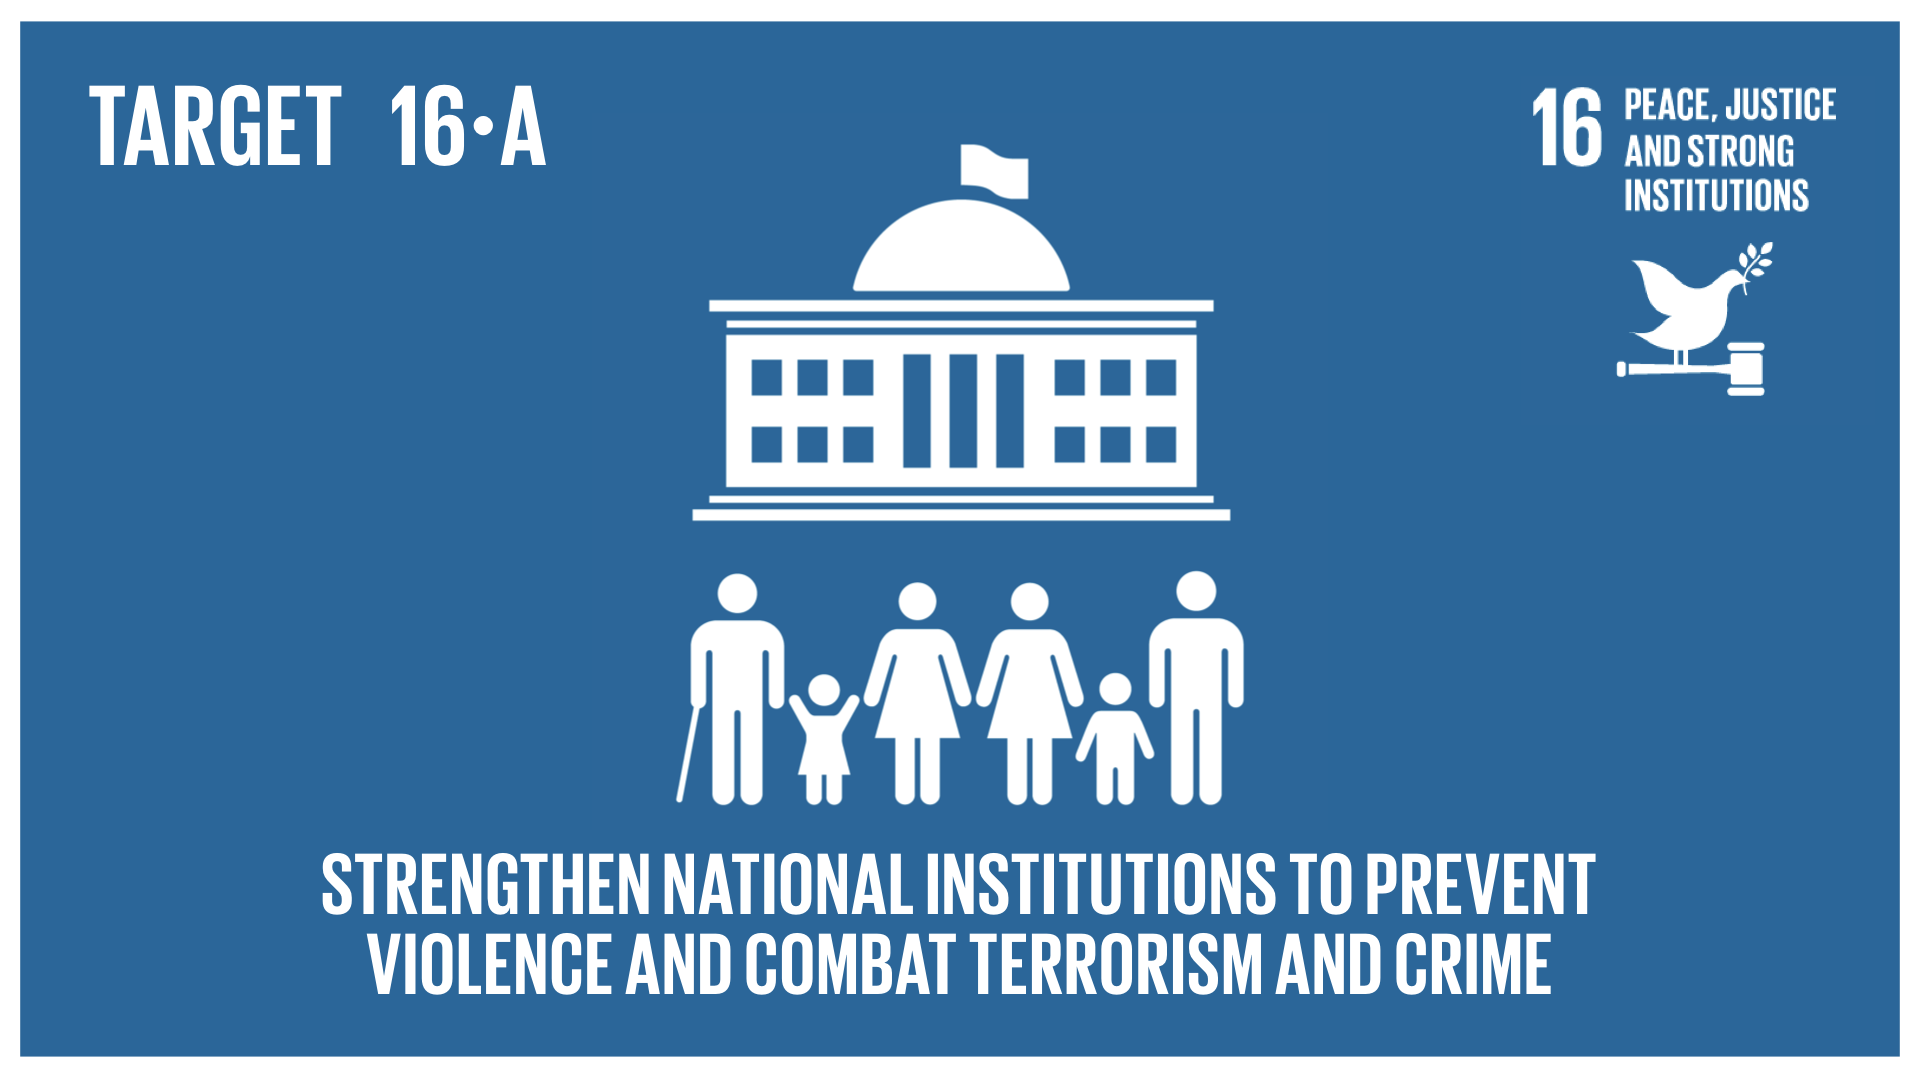 TARGET 16•A
16 PEACE, JUSTICE
AND STRONG
INSTITUTIONS
STRENGTHEN NATIONAL INSTITUTIONS TO PREVENT
VIOLENCE AND COMBAT TERRORISM AND CRIME